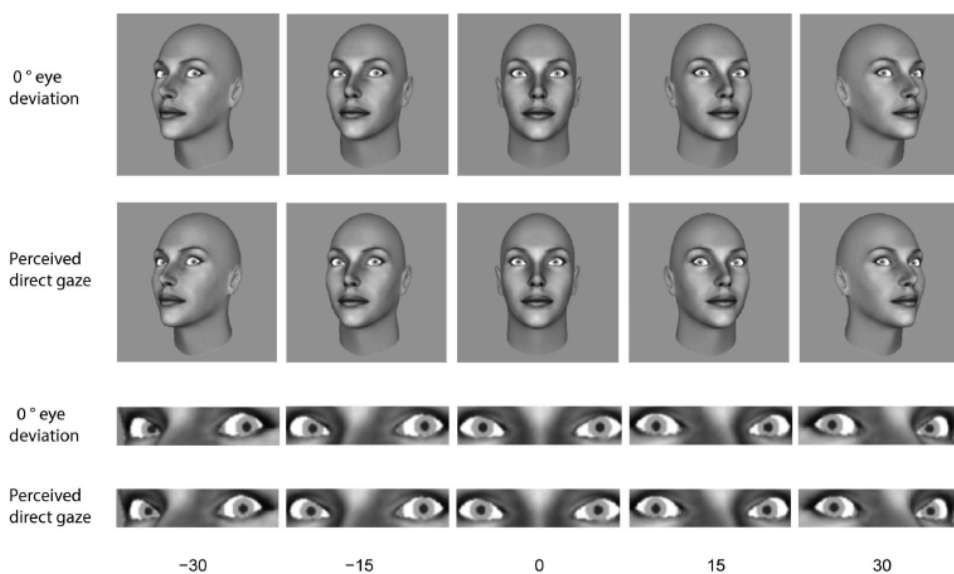 0 ° eye
deviation
Perceived
direct gaze
0 ° eye
deviation
Perceived
direct gaze
−30 −15 0 15 30